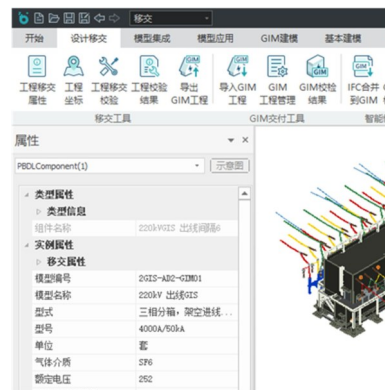 移交
开始 设计移交 模型集成 模型应用 GIM建模 基本建模
工程移交属性 工程坐标 工程移交校验 工程校验结果 导出GIM工程 导入GIM工程 GIM工程管理 GIM校验结果 IFC合并到GIM
移交工具 GIM交付工具 智能
属性
PBDLComponent(1) 示意图
类型属性
类型信息
组件名称 220kVGIS 出线间隔6
实例属性
移交属性
模型编号 2GIS-AD2-GIM01
模型名称 220kV 出线GIS
型式 三相分箱，架空进线...
型号 4000A/50kA
单位 套
气体介质 SF6
额定电压 252